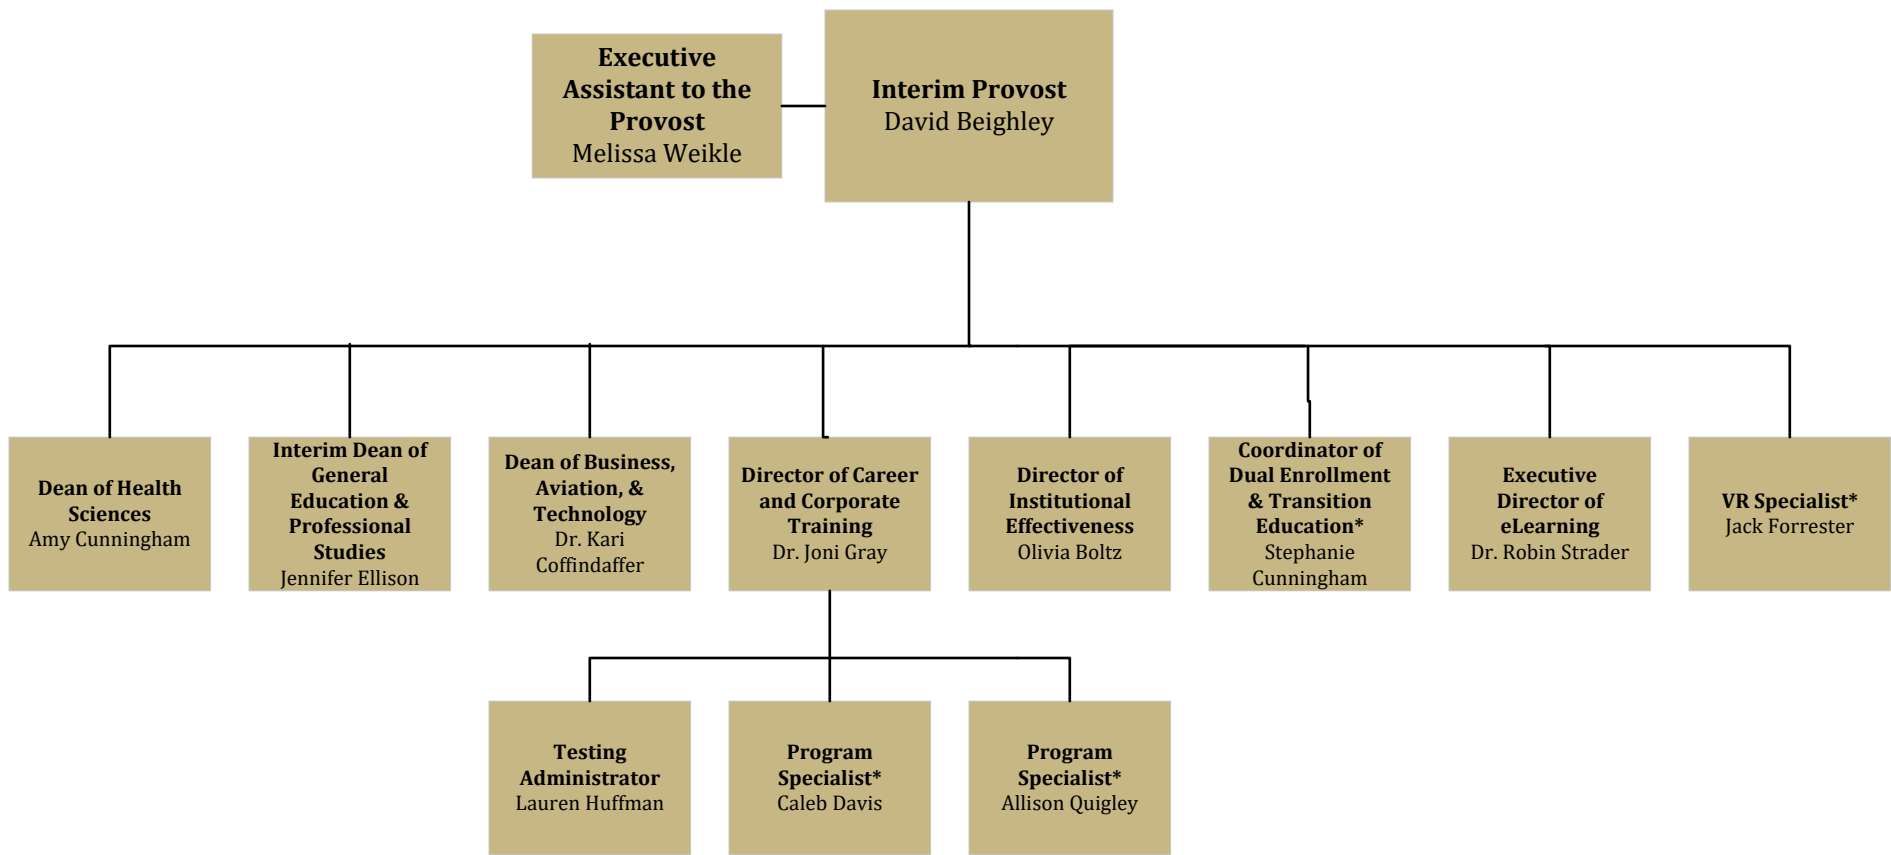 Executive
Assistant to the
Provost
Melissa Weikle
Interim Provost
David Beighley
Dean of Health
Sciences
Amy Cunningham
Interim Dean of
General
Education &
Professional
Studies
Jennifer Ellison
Dean of Business,
Aviation, &
Technology
Dr. Kari
Coffindaffer
Director of Career
and Corporate
Training
Dr. Joni Gray
Director of
Institutional
Effectiveness
Olivia Boltz
Coordinator of
Dual Enrollment
& Transition
Education*
Stephanie
Cunningham
Executive
Director of
eLearning
Dr. Robin Strader
VR Specialist*
Jack Forrester
Testing
Administrator
Lauren Huffman
Program
Specialist*
Caleb Davis
Program
Specialist*
Allison Quigley